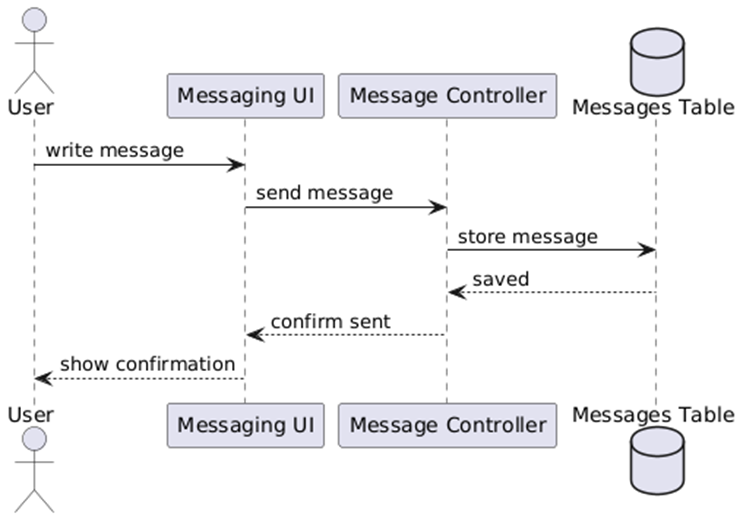 User
Messaging UI
Message Controller
Messages Table
write message
send message
store message
saved
confirm sent
show confirmation
User
Messaging UI
Message Controller
Messages Table